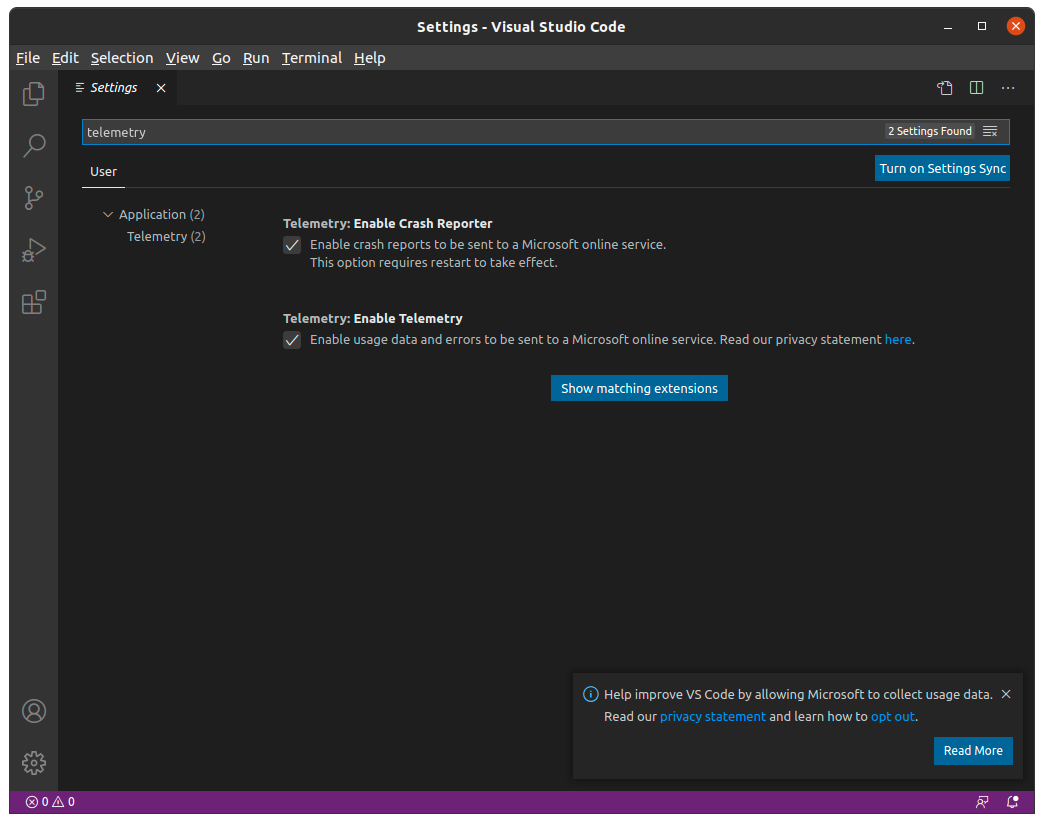 Settings - Visual Studio Code
File Edit Selection View Go Run Terminal Help
Settings
telemetry 2 Settings Found
User Turn on Settings Sync
Application (2)
Telemetry (2)
Telemetry: Enable Crash Reporter
Enable crash reports to be sent to a Microsoft online service.
This option requires restart to take effect.
Telemetry: Enable Telemetry
Enable usage data and errors to be sent to a Microsoft online service. Read our privacy statement here.
Show matching extensions
Help improve VS Code by allowing Microsoft to collect usage data.
Read our privacy statement and learn how to opt out.
Read More
0 0